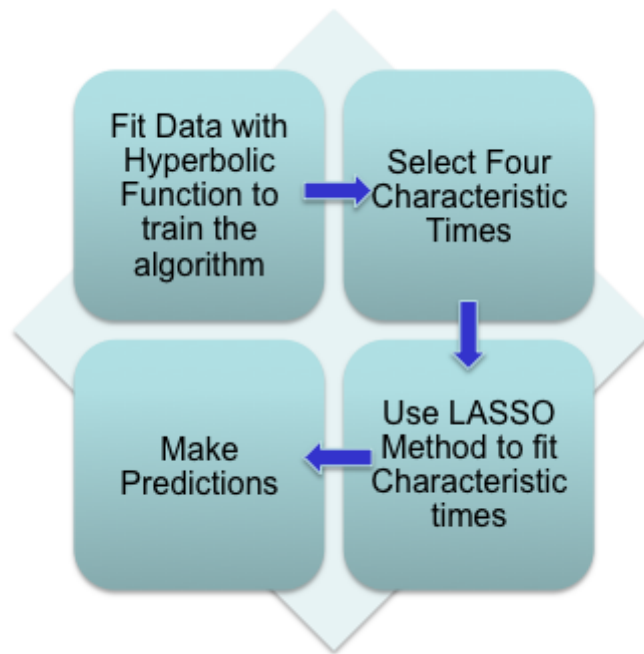 Fit Data with
Hyperbolic
Function to
train the
algorithm
Select Four
Characteristic
Times
Use LASSO
Method to fit
Characteristic
times
Make
Predictions